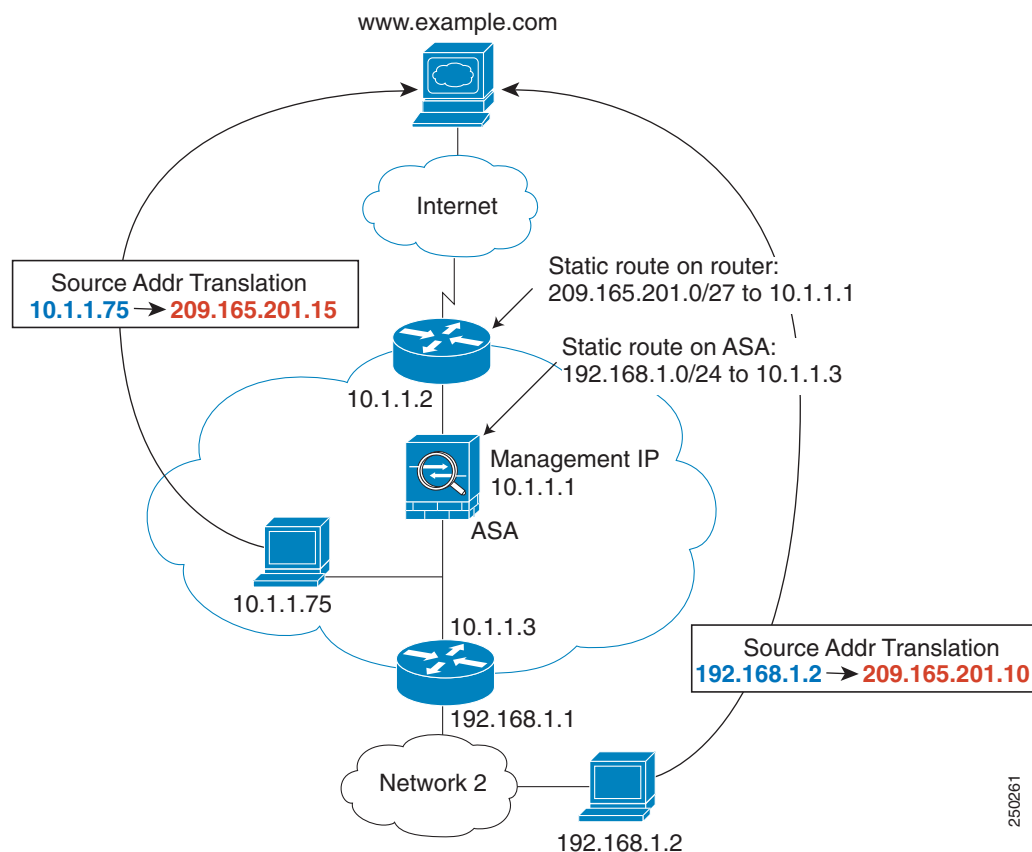 www.example.com
Internet
Static route on router:
209.165.201.0/27 to 10.1.1.1
Source Addr Translation
10.1.1.75 → 209.165.201.15
Static route on ASA:
192.168.1.0/24 to 10.1.1.3
10.1.1.2
Management IP
10.1.1.1
ASA
10.1.1.75
10.1.1.3
Source Addr Translation
192.168.1.2 → 209.165.201.10
192.168.1.1
Network 2
192.168.1.2
250261